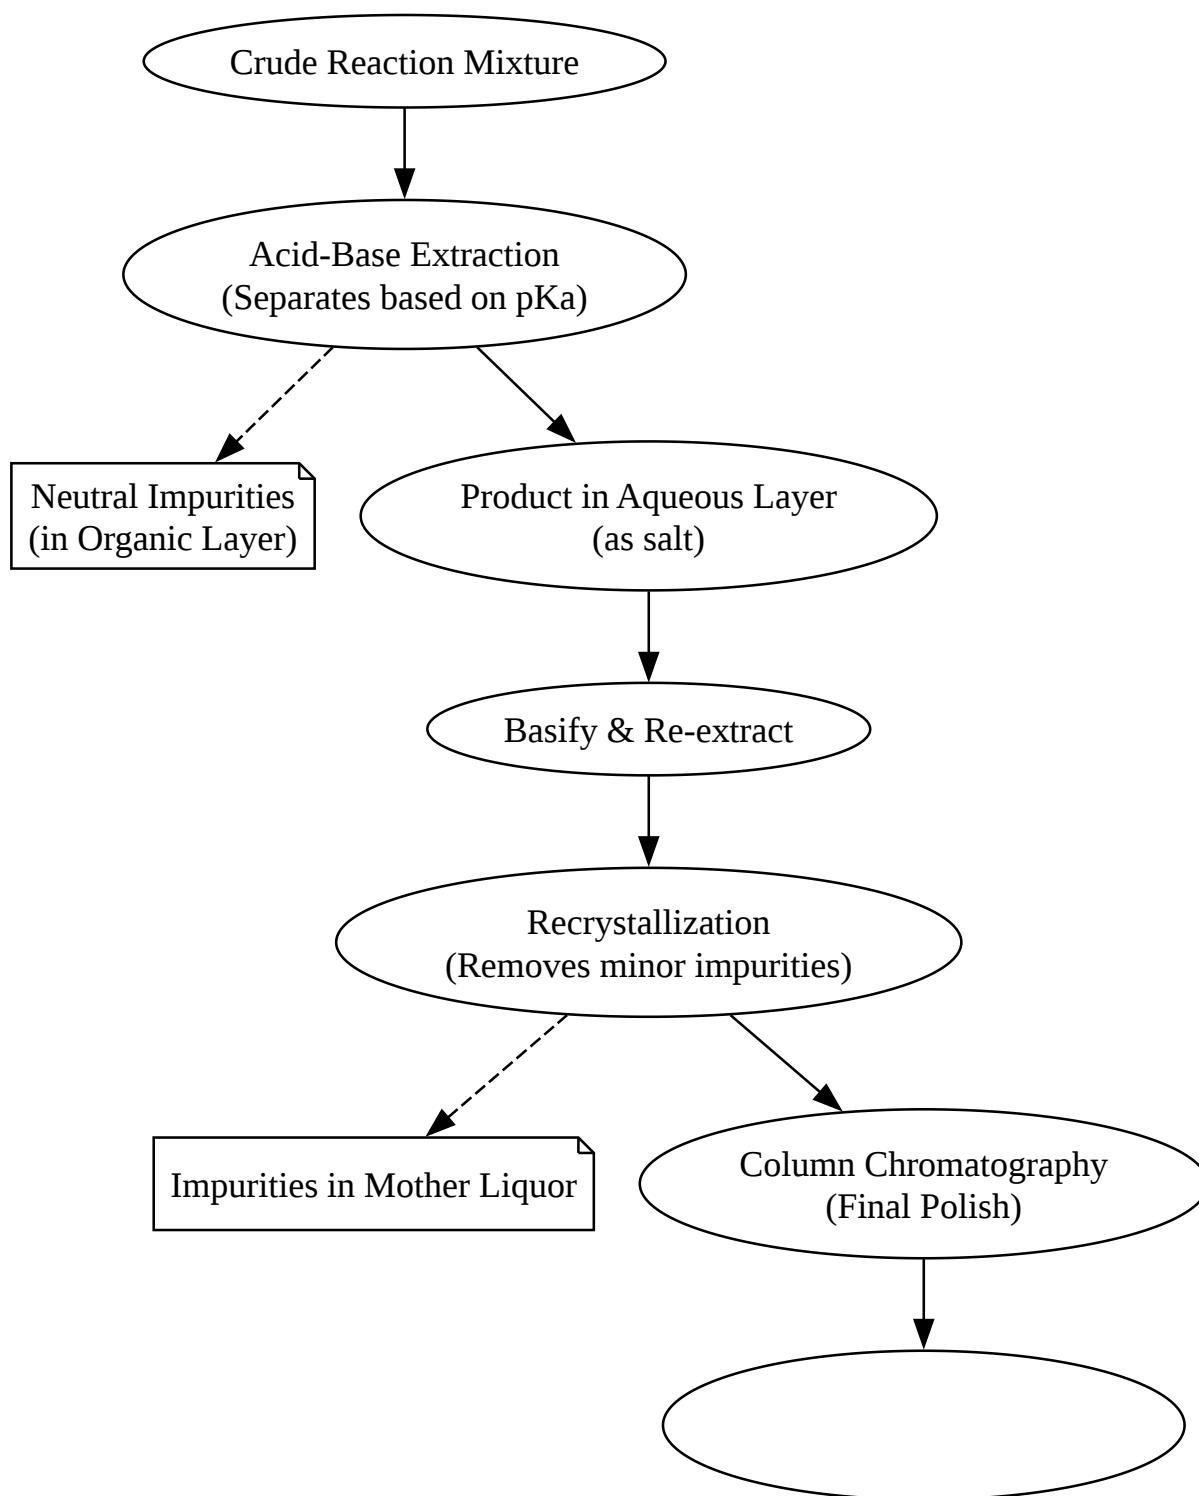 Crude Reaction Mixture
Acid-Base Extraction
(Separates based on pKa)
Neutral Impurities
(in Organic Layer)
Product in Aqueous Layer
(as salt)
Basify & Re-extract
Recrystallization
(Removes minor impurities)
Impurities in Mother Liquor
Column Chromatography
(Final Polish)